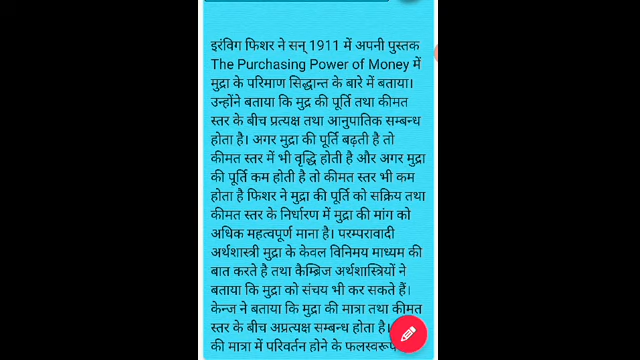 इरंविग फिशर ने सन् 1911 में अपनी पुस्तक
The Purchasing Power of Money में
मुद्रा के परिमाण सिद्धान्त के बारे में बताया।
उन्होंने बताया कि मुद्र की पूर्ति तथा कीमत
स्तर के बीच प्रत्यक्ष तथा आनुपातिक सम्बन्ध
होता है। अगर मुद्रा की पूर्ति बढ़ती है तो
कीमत स्तर में भी वृद्धि होती है और अगर मुद्रा
की पूर्ति कम होती है तो कीमत स्तर भी कम
होता है फिशर ने मुद्रा की पूर्ति को सक्रिय तथा
कीमत स्तर के निर्धारण में मुद्रा की मांग को
अधिक महत्वपूर्ण माना है। परम्परावादी
अर्थशास्त्री मुद्रा के केवल विनिमय माध्यम की
बात करते है तथा कैम्ब्रिज अर्थशास्त्रियों ने
बताया कि मुद्रा को संचय भी कर सकते हैं।
केन्ज ने बताया कि मुद्रा की मात्रा तथा कीमत
स्तर के बीच अप्रत्यक्ष सम्बन्ध होता है।
की मात्रा में परिवर्तन होने के फलस्वरूप